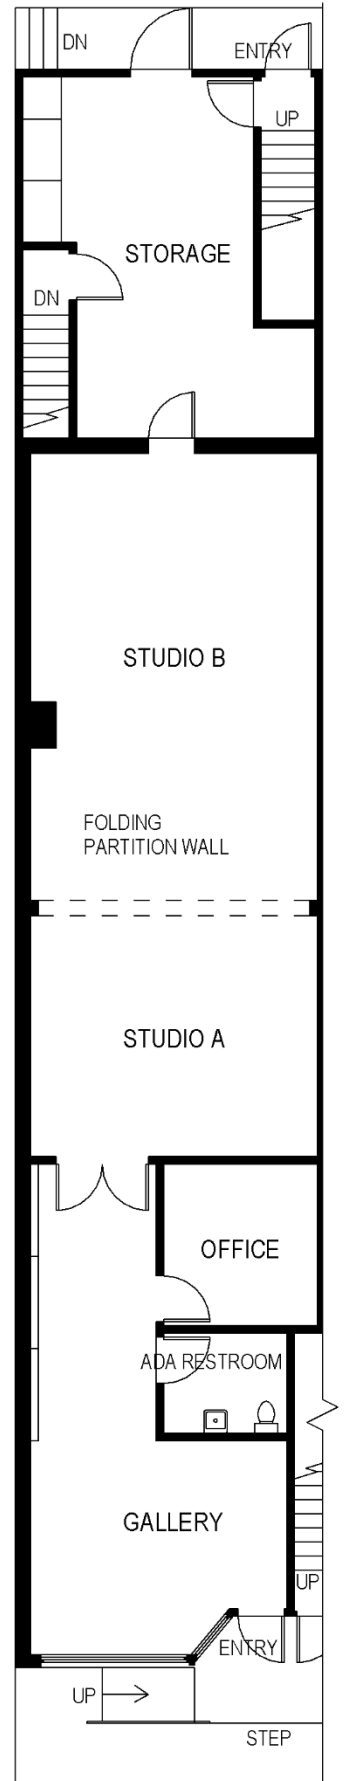 DN
ENTRY
UP
STORAGE
DN
STUDIO B
FOLDING
PARTITION WALL
STUDIO A
OFFICE
ADA RESTROOM
GALLERY
UP
ENTRY
UP
STEP